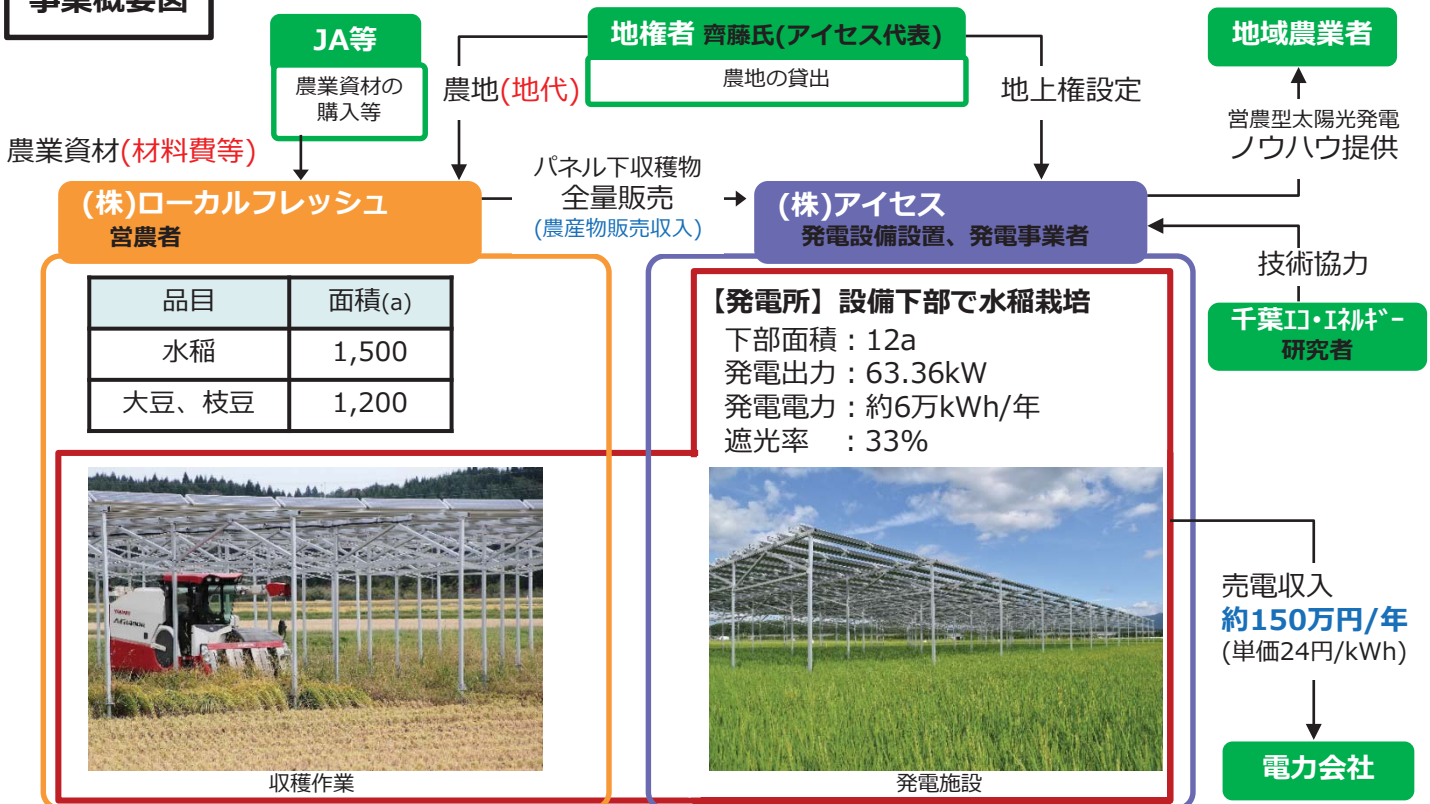 事業概要図
JA等
農業資材の
購入等
地権者 齊藤氏(アイセス代表)
農地の貸出
地域農業者
農地(地代)
地上権設定
営農型太陽光発電
ノウハウ提供
農業資材(材料費等)
パネル下収穫物
全量販売
(農産物販売収入)
(株)ローカルフレッシュ
営農者
(株)アイセス
発電設備設置、発電事業者
技術協力
千葉ｴｺ・ｴﾈﾙｷﾞｰ
研究者
品目 面積(a)
水稲 1,500
大豆、枝豆 1,200
【発電所】設備下部で水稲栽培
下部面積：12a
発電出力：63.36kW
発電電力：約6万kWh/年
遮光率 ：33%
売電収入
約150万円/年
(単価24円/kWh)
電力会社
収穫作業
発電施設